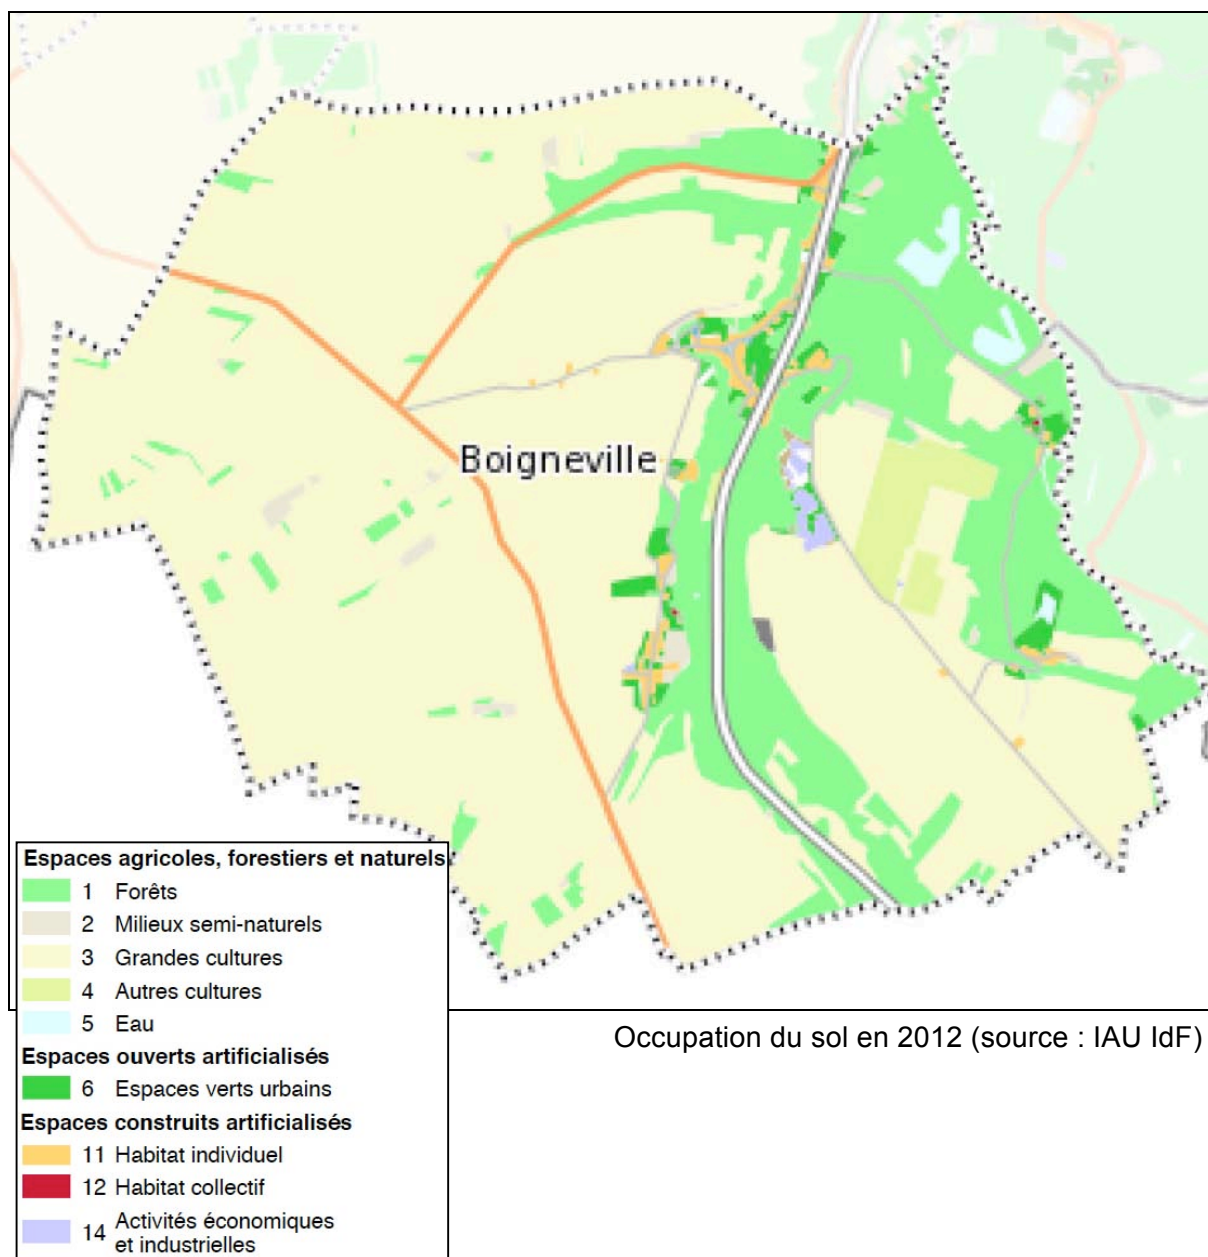 Boigneville
Espaces agricoles, forestiers et naturels
1 Forêts
2 Milieux semi-naturels
3 Grandes cultures
4 Autres cultures
5 Eau
Espaces ouverts artificialisés
6 Espaces verts urbains
Espaces construits artificialisés
11 Habitat individuel
12 Habitat collectif
14 Activités économiques
et industrielles
Occupation du sol en 2012 (source : IAU IdF)